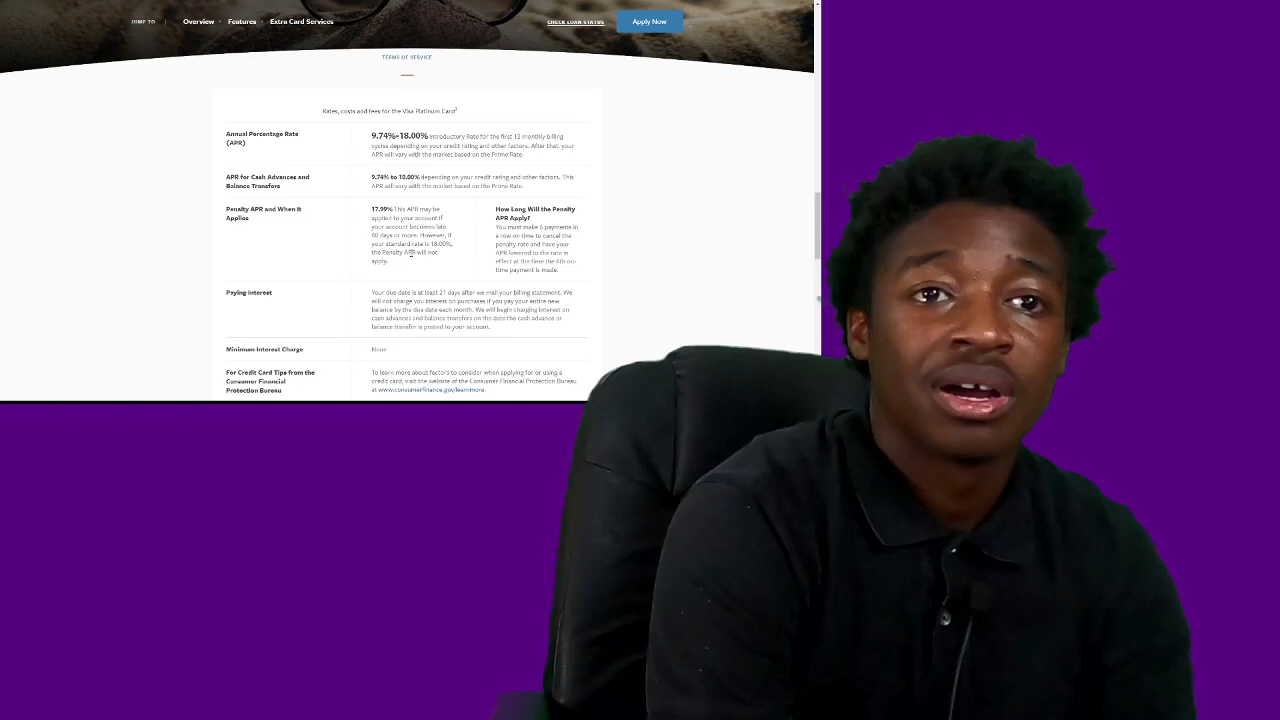 JUMP TO
Overview
Features
Extra Card Services
CHECK LOAN STATUS
Apply Now
TERMS OF SERVICE
Rates, costs and fees for the Visa Platinum Card²
Annual Percentage Rate
(APR)
9.74%-18.00% Introductory Rate for the first 12 monthly billing
cycles depending on your credit rating and other factors. After that, your
APR will vary with the market based on the Prime Rate.
APR for Cash Advances and
Balance Transfers
9.74% to 18.00% depending on your credit rating and other factors. This
APR will vary with the market based on the Prime Rate.
Penalty APR and When It
Applies
17.99% This APR may be
applied to your account if
your account becomes late
60 days or more. However, if
your standard rate is 18.00%,
the Penalty APR will not
apply.
How Long Will the Penalty
APR Apply?
You must make 6 payments in
a row on time to cancel the
penalty rate and have your
APR lowered to the rate in
effect at the time the 6th on-
time payment is made.
Paying Interest
Your due date is at least 21 days after we mail your billing statement. We
will not charge you interest on purchases if you pay your entire new
balance by the due date each month. We will begin charging interest on
cash advances and balance transfers on the date the cash advance or
balance transfer is posted to your account.
Minimum Interest Charge
None
For Credit Card Tips from the
Consumer Financial
Protection Bureau
To learn more about factors to consider when applying for or using a
credit card, visit the website of the Consumer Financial Protection Bureau
at www.consumerfinance.gov/learnmore.